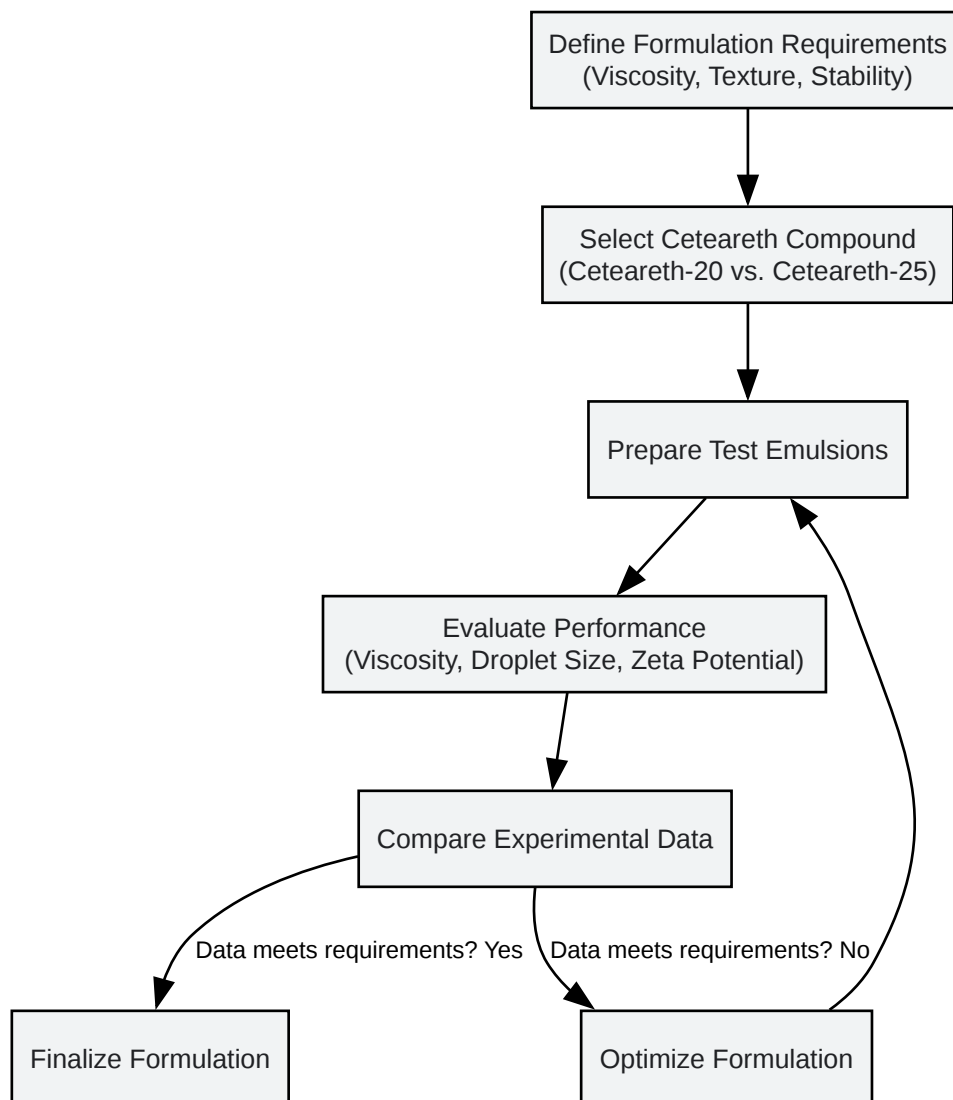 Define Formulation Requirements
(Viscosity, Texture, Stability)
Select Ceteareth Compound
(Ceteareth-20 vs. Ceteareth-25)
Prepare Test Emulsions
Evaluate Performance
(Viscosity, Droplet Size, Zeta Potential)
Compare Experimental Data
Data meets requirements? Yes
Data meets requirements? No
Finalize Formulation
Optimize Formulation